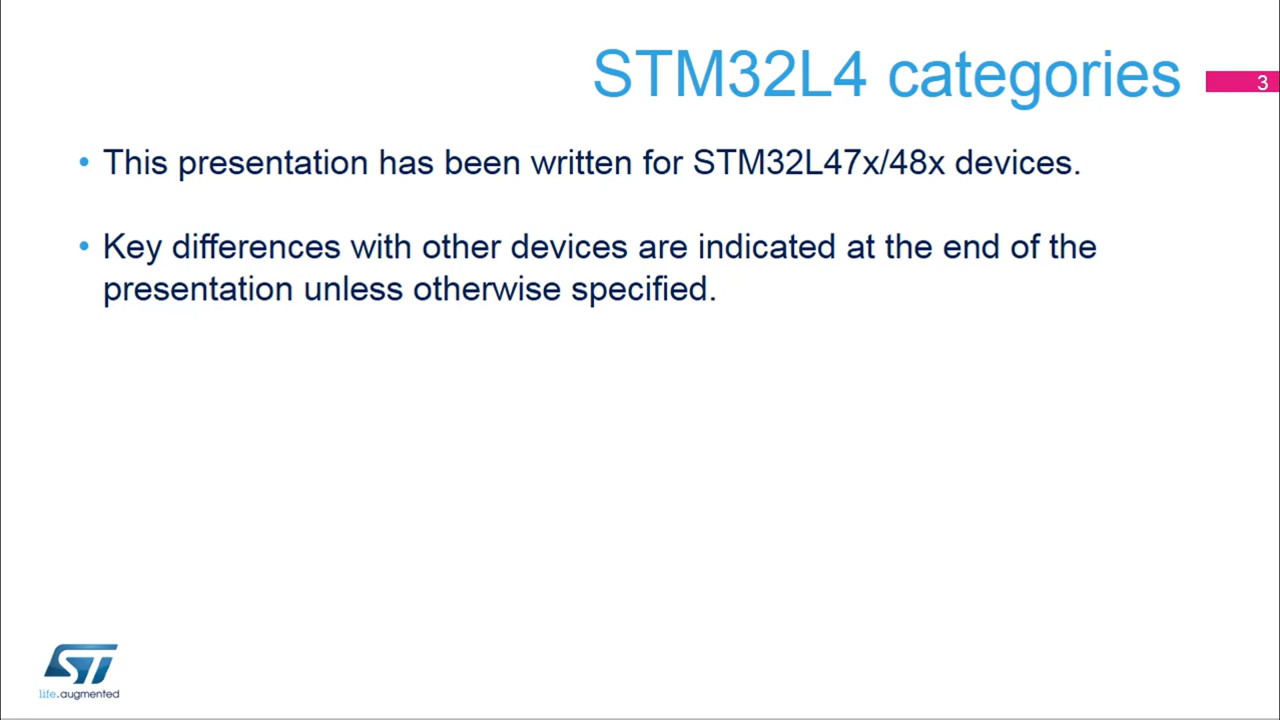 STM32L4 categories
3
• This presentation has been written for STM32L47x/48x devices.
• Key differences with other devices are indicated at the end of the
presentation unless otherwise specified.
ST
life.augmented